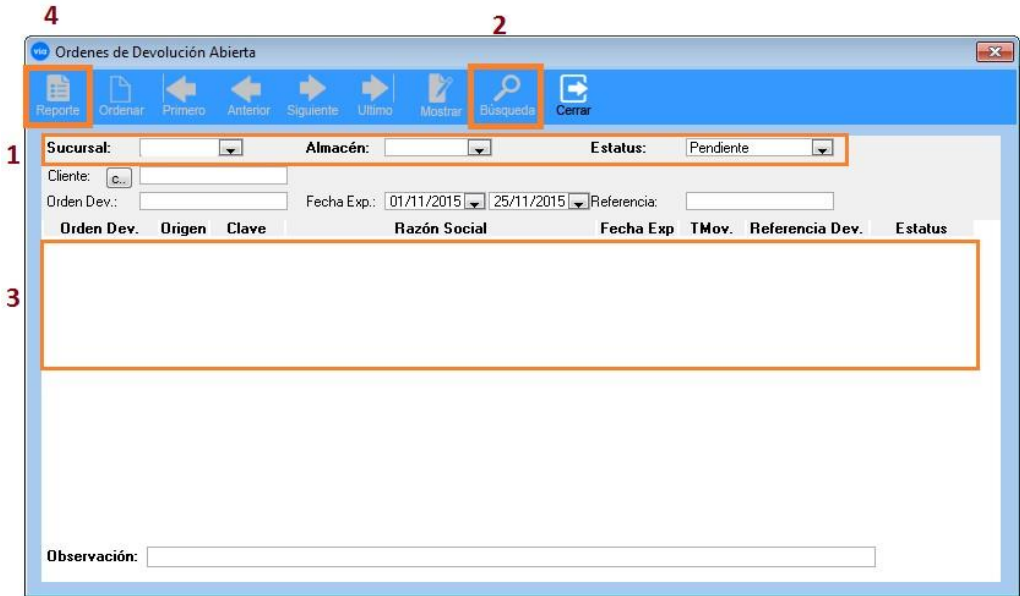 4
2
via Ordenes de Devolución Abierta
Reporte Ordenar Primero Anterior Siguiente Ultimo Mostrar Búsqueda Cerrar
1
Sucursal: Almacén: Estatus: Pendiente
Cliente: c..
Orden Dev.: Fecha Exp.: 01/11/2015 25/11/2015 Referencia:
Orden Dev. Origen Clave Razón Social Fecha Exp TMov. Referencia Dev. Estatus
3
Observación: